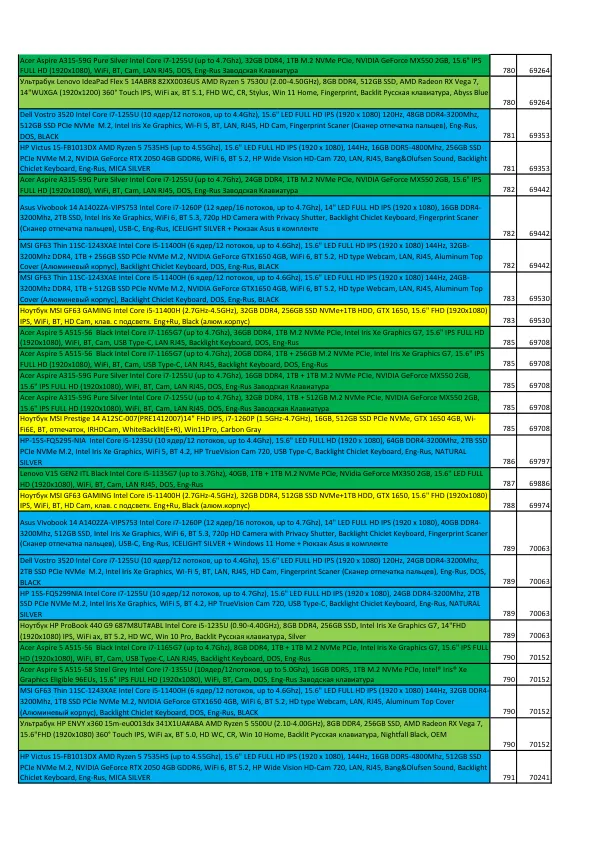 Acer Aspire A315-59G Pure Silver Intel Core i7-1255U (up to 4.7Ghz), 32GB DDR4, 1TB M.2 NVMe PCIe, NVIDIA GeForce MX550 2GB, 15.6" IPS
FULL HD (1920x1080), WiFi, BT, Cam, LAN RJ45, DOS, Eng-Rus Заводская Клавиатура 780 69264
Ультрабук Lenovo IdeaPad Flex 5 14ABR8 82XX0036US AMD Ryzen 5 7530U (2.00-4.50GHz), 8GB DDR4, 512GB SSD, AMD Radeon RX Vega 7,
14"WUXGA (1920x1200) 360° Touch IPS, WiFi ax, BT 5.1, FHD WC, CR, Stylus, Win 11 Home, Fingerprint, Backlit Русская клавиатура, Abyss Blue
780 69264
Dell Vostro 3520 Intel Core i7-1255U (10 ядер/12 потоков, up to 4.4Ghz), 15.6" LED FULL HD IPS (1920 x 1080) 120Hz, 48GB DDR4-3200Mhz,
512GB SSD PCIe NVMe M.2, Intel Iris Xe Graphics, Wi-Fi 5, BT, LAN, RJ45, HD Cam, Fingerprint Scaner (Сканер отпечатка пальцев), Eng-Rus,
DOS, BLACK 781 69353
HP Victus 15-FB1013DX AMD Ryzen 5 7535HS (up to 4.55Ghz), 15.6" LED FULL HD IPS (1920 x 1080), 144Hz, 16GB DDR5-4800Mhz, 256GB SSD
PCIe NVMe M.2, NVIDIA GeForce RTX 2050 4GB GDDR6, WiFi 6, BT 5.2, HP Wide Vision HD-Cam 720, LAN, RJ45, Bang&Olufsen Sound, Backlight
Chiclet Keyboard, Eng-Rus, MICA SILVER 781 69353
Acer Aspire A315-59G Pure Silver Intel Core i7-1255U (up to 4.7Ghz), 24GB DDR4, 1TB M.2 NVMe PCIe, NVIDIA GeForce MX550 2GB, 15.6" IPS
FULL HD (1920x1080), WiFi, BT, Cam, LAN RJ45, DOS, Eng-Rus Заводская Клавиатура 782 69442
Asus Vivobook 14 A1402ZA-VIPS753 Intel Core i7-1260P (12 ядер/16 потоков, up to 4.7Ghz), 14" LED FULL HD IPS (1920 x 1080), 16GB DDR4-
3200Mhz, 2TB SSD, Intel Iris Xe Graphics, WiFi 6, BT 5.3, 720p HD Camera with Privacy Shutter, Backlight Chiclet Keyboard, Fingerprint Scaner
(Сканер отпечатка пальцев), USB-C, Eng-Rus, ICELIGHT SILVER + Рюкзак Asus в комплекте
782 69442
MSI GF63 Thin 11SC-1243XAE Intel Core i5-11400H (6 ядер/12 потоков, up to 4.6Ghz), 15.6" LED FULL HD IPS (1920 x 1080) 144Hz, 32GB-
3200Mhz DDR4, 1TB + 256GB SSD PCIe NVMe M.2, NVIDIA GeForce GTX1650 4GB, WiFi 6, BT 5.2, HD type Webcam, LAN, RJ45, Aluminum Top
Cover (Алюминевый корпус), Backlight Chiclet Keyboard, DOS, Eng-Rus, BLACK 782 69442
MSI GF63 Thin 11SC-1243XAE Intel Core i5-11400H (6 ядер/12 потоков, up to 4.6Ghz), 15.6" LED FULL HD IPS (1920 x 1080) 144Hz, 24GB-
3200Mhz DDR4, 1TB + 512GB SSD PCIe NVMe M.2, NVIDIA GeForce GTX1650 4GB, WiFi 6, BT 5.2, HD type Webcam, LAN, RJ45, Aluminum Top
Cover (Алюминевый корпус), Backlight Chiclet Keyboard, DOS, Eng-Rus, BLACK 783 69530
Ноутбук MSI GF63 GAMING Intel Core i5-11400H (2.7GHz-4.5GHz), 32GB DDR4, 512GB SSD NVMe+1TB HDD, GTX 1650, 15.6" FHD (1920x1080)
IPS, WiFi, BT, HD Cam, клав. с подсветк. Eng+Ru, Black (алюм.корпус) 783 69530
Acer Aspire 5 A515-56 Black Intel Core i7-1165G7 (up to 4.7Ghz), 36GB DDR4, 1TB M.2 NVMe PCIe, Intel Iris Xe Graphics G7, 15.6" IPS FULL HD
(1920x1080), WiFi, BT, Cam, USB Type-C, LAN RJ45, Backlight, DOS, Eng-Rus 785 69708
Acer Aspire 5 A515-56 Black Intel Core i7-1165G7 (up to 4.7Ghz), 20GB DDR4, 1TB + 256GB M.2 NVMe PCIe, Intel Iris Xe Graphics G7, 15.6" IPS
FULL HD (1920x1080), WiFi, BT, Cam, USB Type-C, LAN RJ45, Backlight, DOS, Eng-Rus 785 69708
Acer Aspire A315-59G Pure Silver Intel Core i7-1255U (up to 4.7Ghz), 16GB DDR4, 1TB + 1TB M.2 NVMe PCIe, NVIDIA GeForce MX550 2GB,
15.6" IPS FULL HD (1920x1080), WiFi, BT, Cam, LAN RJ45, DOS, Eng-Rus Заводская Клавиатура 785 69708
Acer Aspire A315-59G Pure Silver Intel Core i7-1255U (up to 4.7Ghz), 32GB DDR4, 1TB + 512GB M.2 NVMe PCIe, NVIDIA GeForce MX550 2GB,
15.6" IPS FULL HD (1920x1080), WiFi, BT, Cam, LAN RJ45, DOS, Eng-Rus Заводская Клавиатура 785 69708
Ноутбук MSI Prestige 14 A12SC-007(PRE1412007)14" FHD IPS, i7-1260P (1.5GHz-4.7GHz), 16GB, 512GB SSD PCIe NVMe, GTX 1650 4GB, Wi-
Fi6E, BT, отпечаток, IRHDCam, WhiteBacklit(E+R), Win11Pro, Carbon Gray 785 69708
HP-15S-FQ5295-NIA Intel Core i5-1235U (10 ядер/12 потоков, up to 4.4Ghz), 15.6" LED FULL HD IPS (1920 x 1080), 64GB DDR4-3200Mhz, 2TB SSD
PCIe NVMe M.2, Intel Iris Xe Graphics, WiFi 5, BT 4.2, HP TrueVision Cam 720, USB Type-C, Backlight Chiclet Keyboard, Eng-Rus, NATURAL
SILVER 786 69797
Lenovo V15 GEN2 ITL Black Intel Core i5-1135G7 (up to 3.7Ghz), 40GB, 1TB + 1TB M.2 NVMe PCIe, NVidia GeForce MX350 2GB, 15.6" LED FULL
HD (1920x1080), WiFi, BT, Cam, LAN RJ45, DOS, Eng-Rus 787 69886
Ноутбук MSI GF63 GAMING Intel Core i5-11400H (2.7GHz-4.5GHz), 32GB DDR4, 512GB SSD NVMe+1TB HDD, GTX 1650, 15.6" FHD (1920x1080)
IPS, WiFi, BT, HD Cam, клав. с подсветк. Eng+Ru, Black (алюм.корпус) 788 69974
Asus Vivobook 14 A1402ZA-VIPS753 Intel Core i7-1260P (12 ядер/16 потоков, up to 4.7Ghz), 14" LED FULL HD IPS (1920 x 1080), 40GB DDR4-
3200Mhz, 512GB SSD, Intel Iris Xe Graphics, WiFi 6, BT 5.3, 720p HD Camera with Privacy Shutter, Backlight Chiclet Keyboard, Fingerprint Scaner
(Сканер отпечатка пальцев), USB-C, Eng-Rus, ICELIGHT SILVER + Windows 11 Home + Рюкзак Asus в комплекте
789 70063
Dell Vostro 3520 Intel Core i7-1255U (10 ядер/12 потоков, up to 4.7Ghz), 15.6" LED FULL HD IPS (1920 x 1080) 120Hz, 24GB DDR4-3200Mhz,
2TB SSD PCIe NVMe M.2, Intel Iris Xe Graphics, Wi-Fi 5, BT, LAN, RJ45, HD Cam, Fingerprint Scaner (Сканер отпечатка пальцев), Eng-Rus, DOS,
BLACK 789 70063
HP 15S-FQ5299NIA Intel Core i7-1255U (10 ядер/12 потоков, up to 4.7Ghz), 15.6" LED FULL HD IPS (1920 x 1080), 24GB DDR4-3200Mhz, 2TB
SSD PCIe NVMe M.2, Intel Iris Xe Graphics, WiFi 5, BT 4.2, HP TrueVision Cam 720, USB Type-C, Backlight Chiclet Keyboard, Eng-Rus, NATURAL
SILVER 789 70063
Ноутбук HP ProBook 440 G9 687M8UT#ABL Intel Core i5-1235U (0.90-4.40GHz), 8GB DDR4, 256GB SSD, Intel Iris Xe Graphics, 14"FHD
(1920x1080) IPS, WiFi ax, BT 5.2, HD WC, Win 10 Pro, Backlit Русская клавиатура, Silver 789 70063
Acer Aspire 5 A515-56 Black Intel Core i7-1165G7 (up to 4.7Ghz), 8GB DDR4, 1TB + 1TB M.2 NVMe PCIe, Intel Iris Xe Graphics G7, 15.6" IPS FULL
HD (1920x1080), WiFi, BT, Cam, USB Type-C, LAN RJ45, Backlight, DOS, Eng-Rus 790 70152
Acer Aspire 5 A515-58 Steel Grey Intel Core i7-1355U (10ядер/12потоков, up to 5.0Ghz), 16GB DDR5, 1TB M.2 NVMe PCIe, Intel® Iris® Xe
Graphics Eligible 96EUs, 15.6" IPS FULL HD (1920x1080), WiFi, BT, Cam, DOS, Eng-Rus Заводская клавиатура 790 70152
MSI GF63 Thin 11SC-1243XAE Intel Core i5-11400H (6 ядер/12 потоков, up to 4.6Ghz), 15.6" LED FULL HD IPS (1920 x 1080) 144Hz, 32GB DDR4-
3200Mhz, 1TB SSD PCIe NVMe M.2, NVIDIA GeForce GTX1650 4GB, WiFi 6, BT 5.2, HD type Webcam, LAN, RJ45, Aluminum Top Cover
(Алюминевый корпус), Backlight Chiclet Keyboard, DOS, Eng-Rus, BLACK 790 70152
Ультрабук HP ENVY x360 15m-eu0013dx 341X1UA#ABA AMD Ryzen 5 5500U (2.10-4.00GHz), 8GB DDR4, 256GB SSD, AMD Radeon RX Vega 7,
15.6"FHD (1920x1080) 360° Touch IPS, WiFi ax, BT 5.0, HD WC, CR, Win 10 Home, Backlit Русская клавиатура, Nightfall Black, OEM
790 70152
HP Victus 15-FB1013DX AMD Ryzen 5 7535HS (up to 4.55Ghz), 15.6" LED FULL HD IPS (1920 x 1080), 144Hz, 16GB DDR5-4800Mhz, 512GB SSD
PCIe NVMe M.2, NVIDIA GeForce RTX 2050 4GB GDDR6, WiFi 6, BT 5.2, HP Wide Vision HD-Cam 720, LAN, RJ45, Bang&Olufsen Sound, Backlight
Chiclet Keyboard, Eng-Rus, MICA SILVER 791 70241